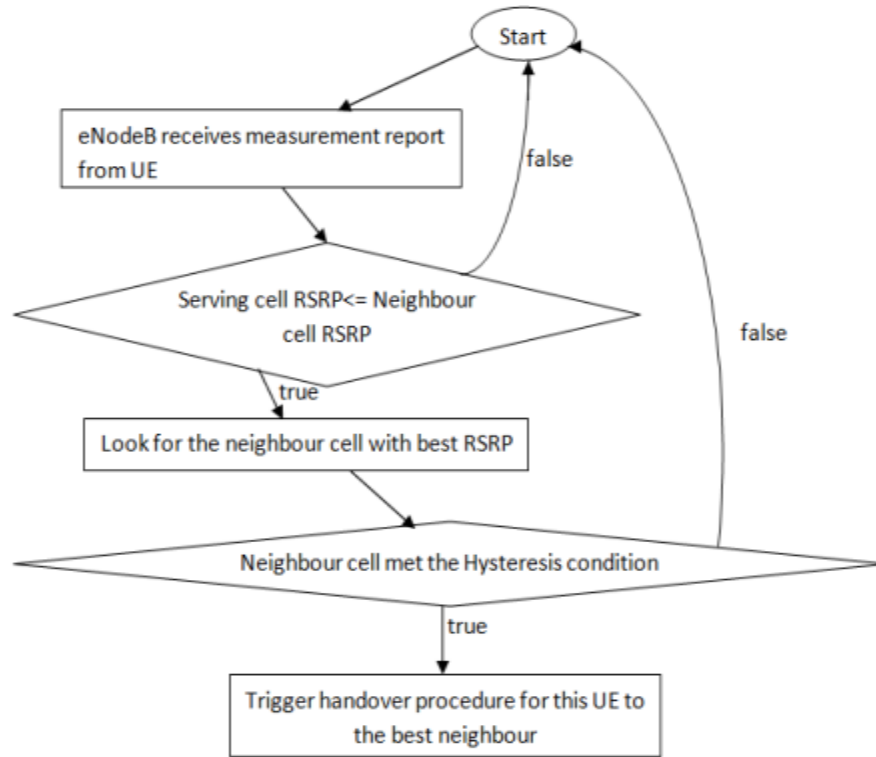 Start
eNodeB receives measurement report
from UE
false
Serving cell RSRP<= Neighbour
cell RSRP
false
true
Look for the neighbour cell with best RSRP
Neighbour cell met the Hysteresis condition
true
Trigger handover procedure for this UE to
the best neighbour